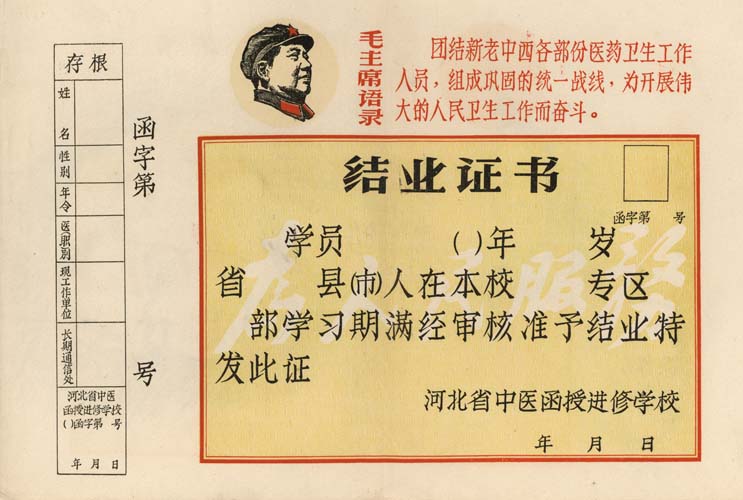 存根
姓名
性别
年令
医职别
现工作单位
长期通信处
河北省中医
函授进修学校
( )函字第 号
年 月 日
函字第 号
毛主席语录
团结新老中西各部份医药卫生工作
人员，组成巩固的统一战线，为开展伟
大的人民卫生工作而奋斗。
结业证书
函字第 号
学员 ( )年 岁
省 县(市)人在本校 专区
部学习期满经审核准予结业特
发此证
河北省中医函授进修学校
年 月 日
为人民服务